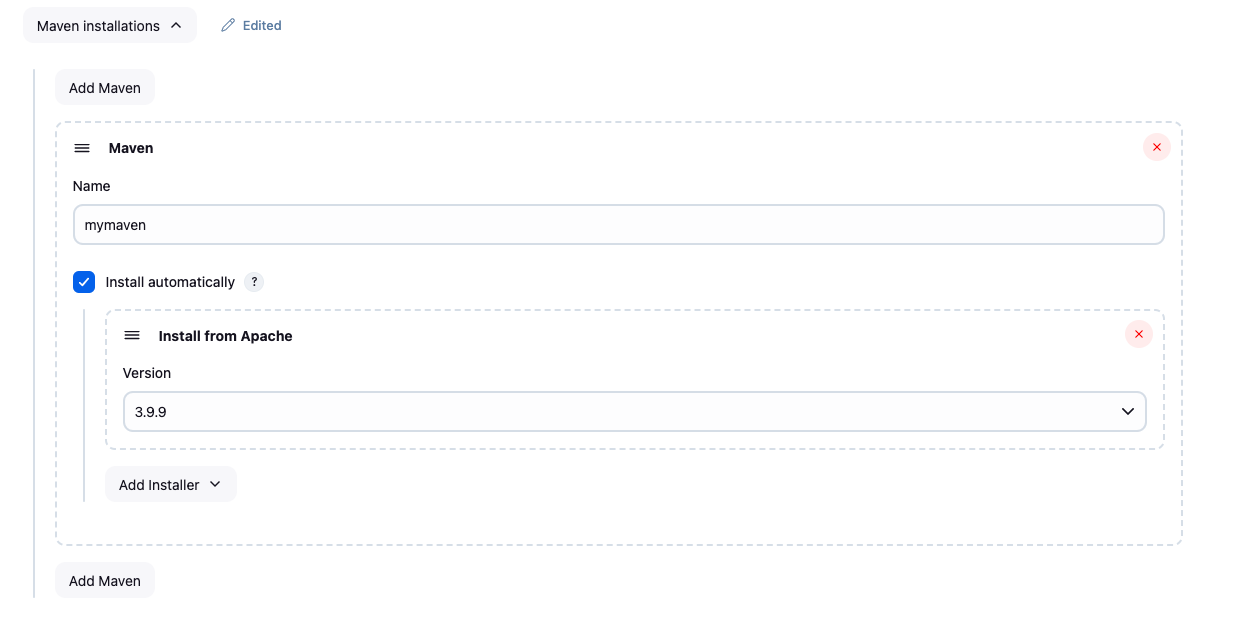 Maven installations
Edited
Add Maven
Maven
Name
mymaven
Install automatically ?
Install from Apache
Version
3.9.9
Add Installer
Add Maven